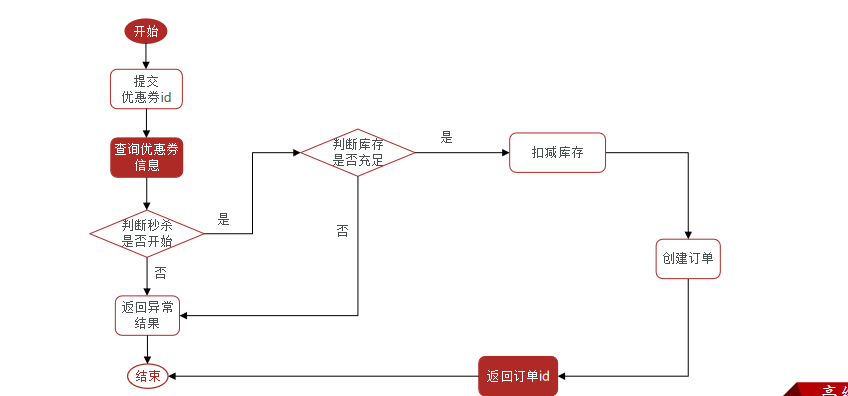 开始
提交
优惠券id
查询优惠券
信息
判断秒杀
是否开始
是
否
返回异常
结果
结束
判断库存
是否充足
是
否
扣减库存
创建订单
返回订单id